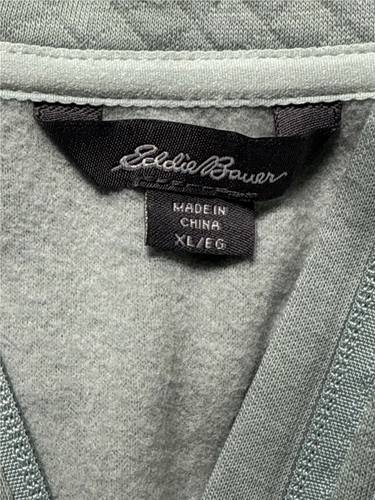 Eddie Bauer
MADE IN
CHINA
XL/EG